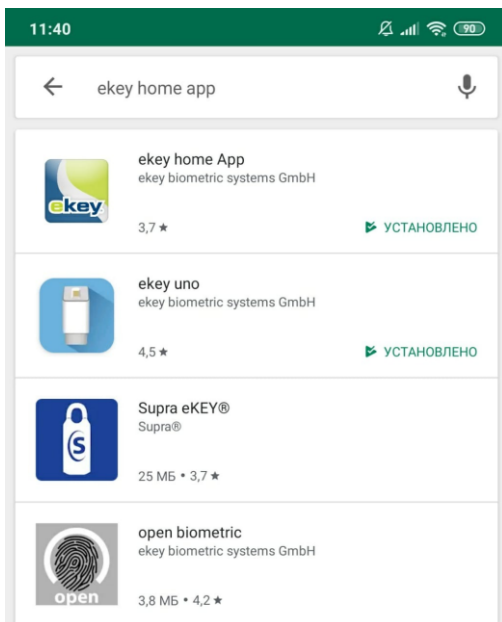 11:40
90
ekey home app
ekey home App
ekey biometric systems GmbH
ekey
3,7 ★
УСТАНОВЛЕНО
ekey uno
ekey biometric systems GmbH
4,5 ★
УСТАНОВЛЕНО
Supra eKEY®
Supra®
S
25 МБ • 3,7 ★
open biometric
ekey biometric systems GmbH
open
3,8 МБ • 4,2 ★